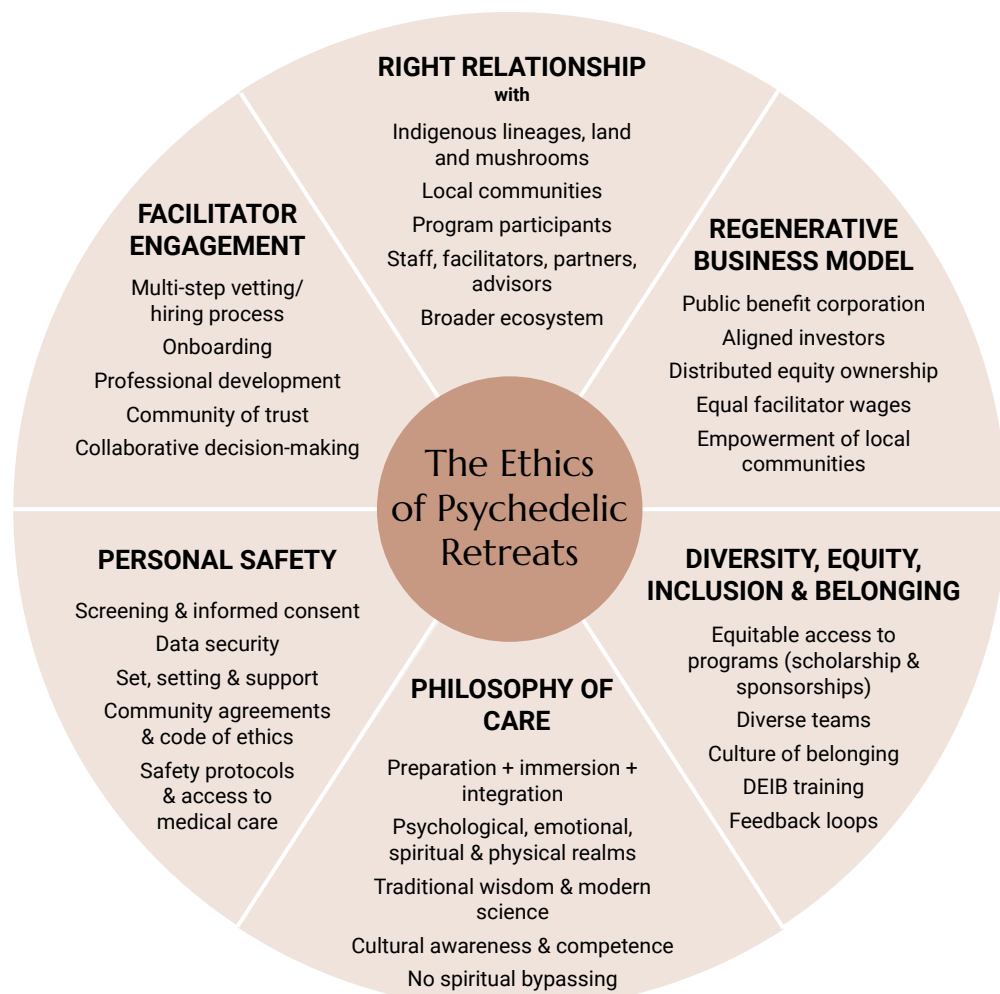 RIGHT RELATIONSHIP
with
Indigenous lineages, land
and mushrooms
Local communities
Program participants
Staff, facilitators, partners,
advisors
Broader ecosystem
REGENERATIVE
BUSINESS MODEL
Public benefit corporation
Aligned investors
Distributed equity ownership
Equal facilitator wages
Empowerment of local
communities
DIVERSITY, EQUITY,
INCLUSION & BELONGING
Equitable access to
programs (scholarship &
sponsorships)
Diverse teams
Culture of belonging
DEIB training
Feedback loops
PHILOSOPHY OF
CARE
Preparation + immersion +
integration
Psychological, emotional,
spiritual & physical realms
Traditional wisdom & modern
science
Cultural awareness & competence
No spiritual bypassing
PERSONAL SAFETY
Screening & informed consent
Data security
Set, setting & support
Community agreements
& code of ethics
Safety protocols
& access to
medical care
FACILITATOR
ENGAGEMENT
Multi-step vetting/
hiring process
Onboarding
Professional development
Community of trust
Collaborative decision-making
The Ethics
of Psychedelic
Retreats